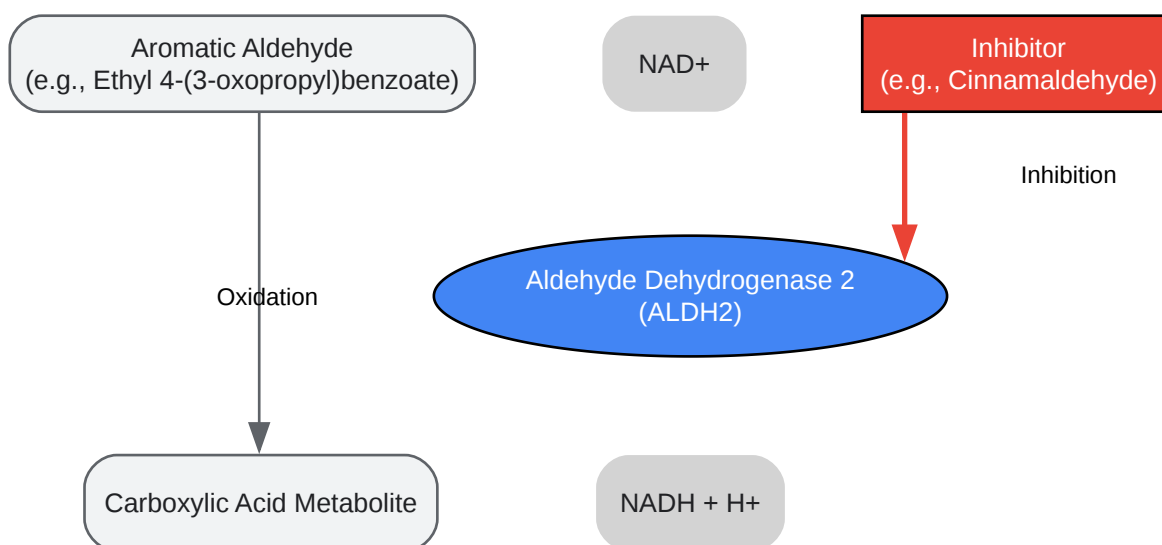 Aromatic Aldehyde
(e.g., Ethyl 4-(3-oxopropyl)benzoate)
NAD+
Inhibitor
(e.g., Cinnamaldehyde)
Inhibition
Oxidation
Aldehyde Dehydrogenase 2
(ALDH2)
Carboxylic Acid Metabolite
NADH + H+